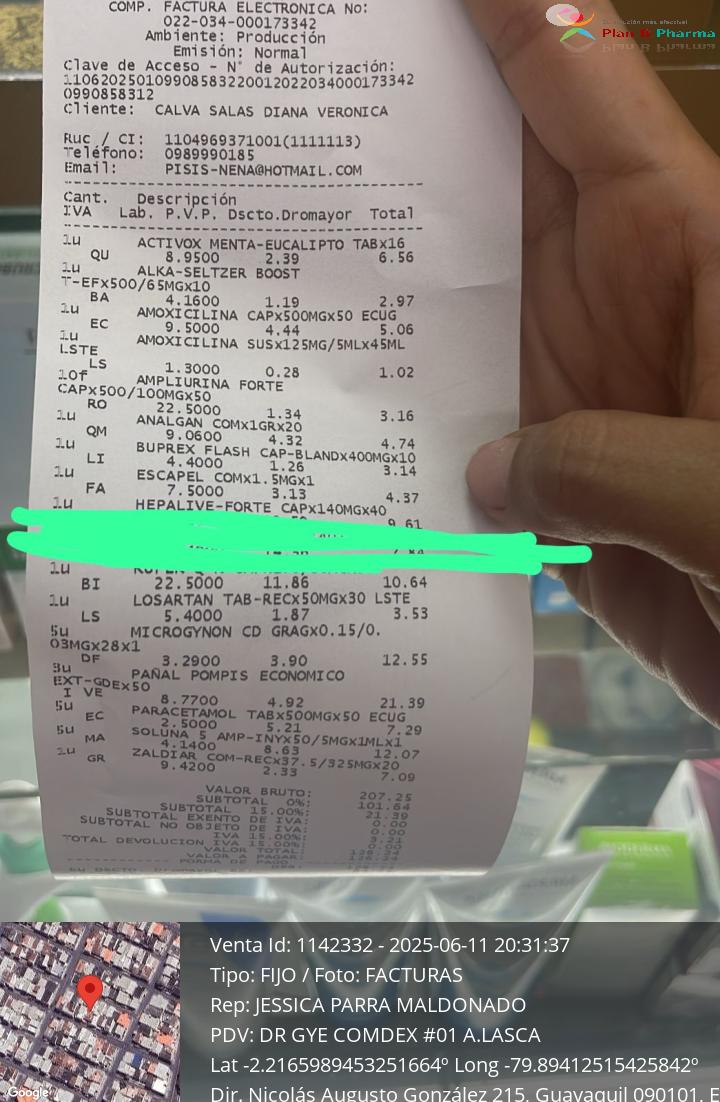 COMP. FACTURA ELECTRONICA No:
022-034-000173342
Ambiente: Producción
Emisión: Normal
Clave de Acceso - N° de Autorización:
110620250109908583220012022034000173342
0990858312
Cliente: CALVA SALAS DIANA VERONICA
Ruc / CI: 1104969371001(1111113)
Teléfono: 0989990185
Email: PISIS-NENA@HOTMAIL.COM
Cant. Descripción
IVA Lab. P.V.P. Dscto.Dromayor Total
1u ACTIVOX MENTA-EUCALIPTO TABx16
QU 8.9500 2.39 6.56
1u ALKA-SELTZER BOOST
T-EFx500/65MGx10
BA 4.1600 1.19 2.97
1u AMOXICILINA CAPx500MGx50 ECUG
EC 9.5000 4.44 5.06
1u AMOXICILINA SUSx125MG/5MLx45ML
LSTE
LS 1.3000 0.28 1.02
10f AMPLIURINA FORTE
CAPx500/100MGx50
RO 22.5000 1.34 3.16
1u ANALGAN COMx1GRx20
QM 9.0600 4.32 4.74
1u BUPREX FLASH CAP-BLANDx400MGx10
LI 4.4000 1.26 3.14
1u ESCAPEL COMx1.5MGx1
FA 7.5000 3.13 4.37
1u HEPALIVE-FORTE CAPx140MGx40
9.61
1u
BI 22.5000 11.86 10.64
1u LOSARTAN TAB-RECx50MGx30 LSTE
LS 5.4000 1.87 3.53
5u MICROGYNON CD GRAGx0.15/0.
03MGx28x1
DF 3.2900 3.90 12.55
3u PAÑAL POMPIS ECONOMICO
EXT-GDEx50
I VE 8.7700 4.92 21.39
5u PARACETAMOL TABx500MGx50 ECUG
EC 2.5000 5.21 7.29
5u SOLUNA 5 AMP-INYx50/5MGx1MLx1
MA 4.1400 8.63 12.07
1u ZALDIAR COM-RECx37.5/325MGx20
GR 9.4200 2.33 7.09
VALOR BRUTO: 207.25
SUBTOTAL 0%: 101.64
SUBTOTAL 15.00%: 21.39
SUBTOTAL EXENTO DE IVA: 0.00
SUBTOTAL NO OBJETO DE IVA: 0.00
IVA 15.00%: 3.21
TOTAL DEVOLUCION IVA 15.00%: 0.00
VALOR TOTAL:
VALOR A PAGAR:
FORMA DE PAGO:
Plan & Pharma
Venta Id: 1142332 - 2025-06-11 20:31:37
Tipo: FIJO / Foto: FACTURAS
Rep: JESSICA PARRA MALDONADO
PDV: DR GYE COMDEX #01 A.LASCA
Lat -2.2165989453251664º Long -79.89412515425842º
Dir. Nicolás Augusto González 215, Guayaquil 090101, E
Google